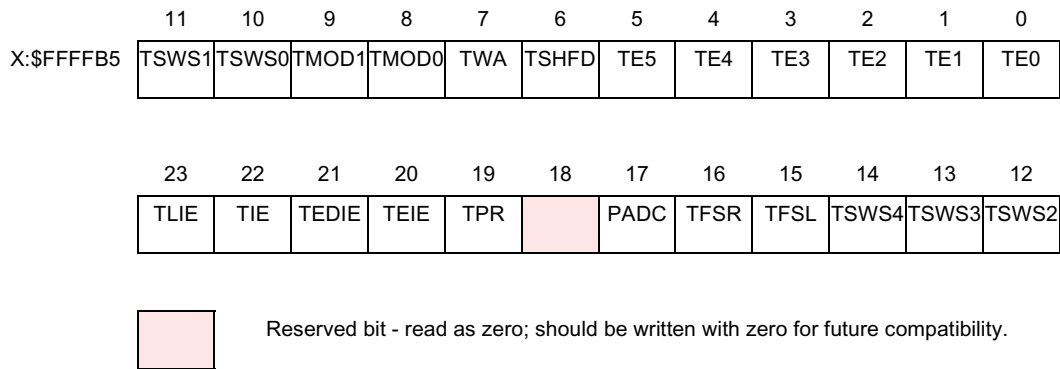 11 10 9 8 7 6 5 4 3 2 1 0
X:$FFFFB5 TSWS1 TSWS0 TMOD1 TMOD0 TWA TSHFD TE5 TE4 TE3 TE2 TE1 TE0
23 22 21 20 19 18 17 16 15 14 13 12
TLIE TIE TEDIE TEIE TPR PADC TFSR TFSL TSWS4 TSWS3 TSWS2
Reserved bit - read as zero; should be written with zero for future compatibility.